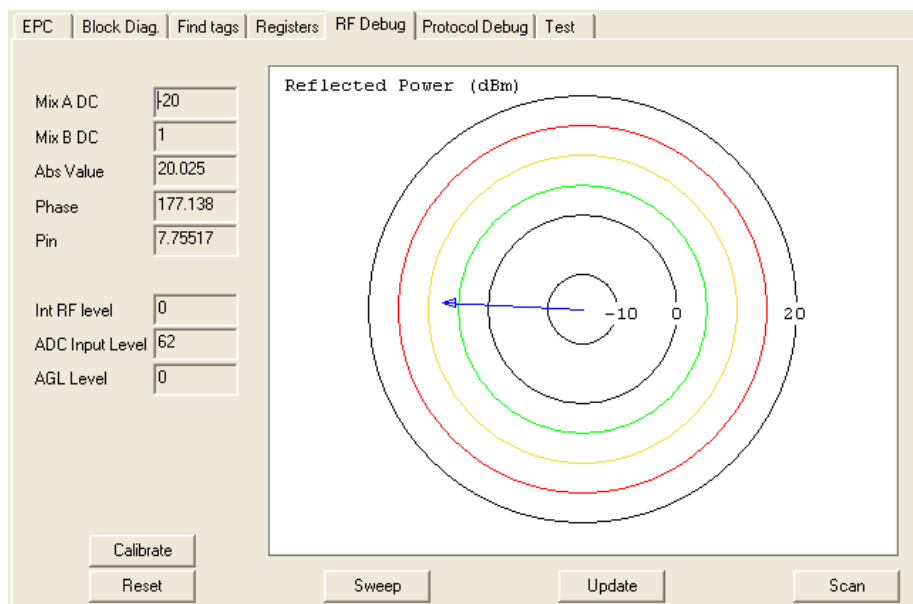 EPC Block Diag. Find tags Registers RF Debug Protocol Debug Test
Reflected Power (dBm)
Mix A DC -20
Mix B DC 1
Abs Value 20.025
Phase 177.138
Pin 7.75517
Int RF level 0
ADC Input Level 62
AGL Level 0
-10 0 20
Calibrate
Reset Sweep Update Scan